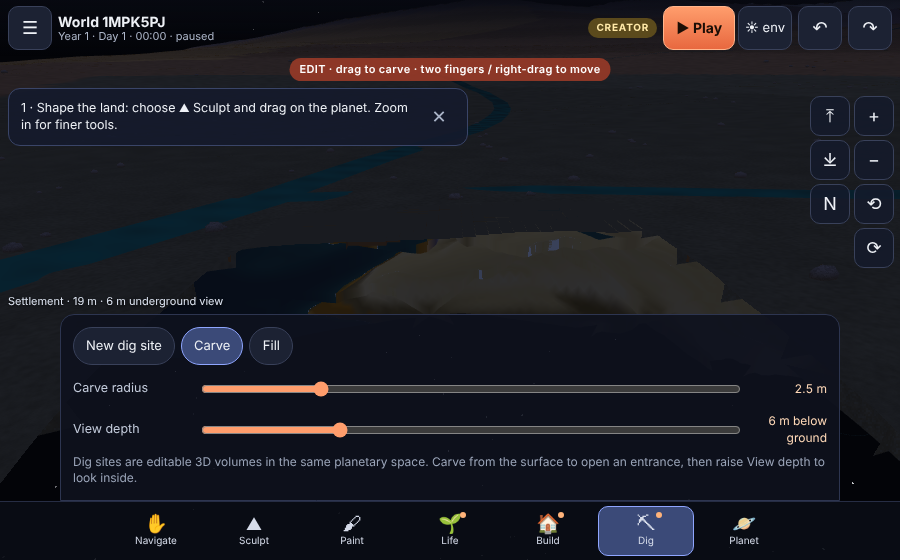 ☰
World 1MPK5PJ
Year 1 · Day 1 · 00:00 · paused
CREATOR
▶ Play
☀ env
↶
↷
EDIT · drag to carve · two fingers / right-drag to move
1 · Shape the land: choose ▲ Sculpt and drag on the planet. Zoom
in for finer tools.
✕
⤒
+
−
N
⟲
⟳
Settlement · 19 m · 6 m underground view
New dig site
Carve
Fill
Carve radius
2.5 m
View depth
6 m below
ground
Dig sites are editable 3D volumes in the same planetary space. Carve from the surface to open an entrance, then raise View depth to
look inside.
Navigate
Sculpt
Paint
Life
Build
Dig
Planet